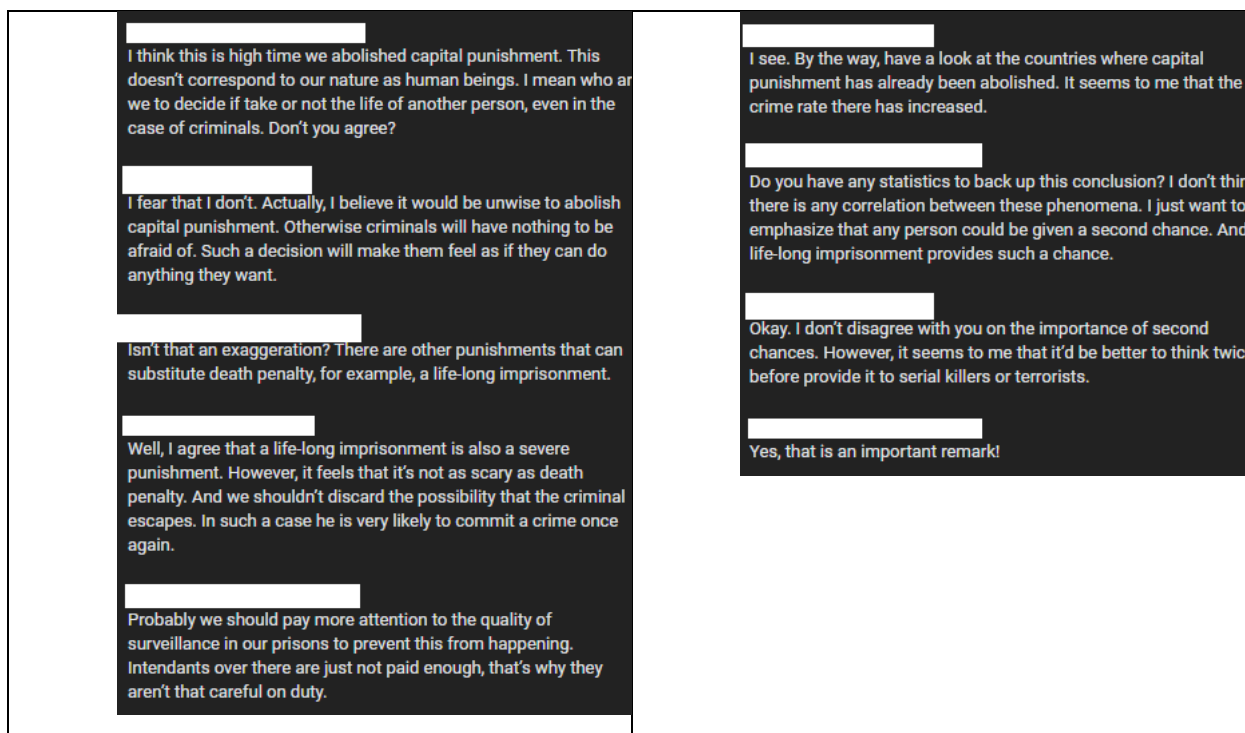 I think this is high time we abolished capital punishment. This
doesn't correspond to our nature as human beings. I mean who
we to decide if take or not the life of another person, even in the
case of criminals. Don't you agree?
I fear that I don't. Actually, I believe it would be unwise to abolish
capital punishment. Otherwise criminals will have nothing to be
afraid of. Such a decision will make them feel as if they can do
anything they want.
Isn't that an exaggeration? There are other punishments that can
substitute death penalty, for example, a life-long imprisonment.
Well, I agree that a life-long imprisonment is also a severe
punishment. However, it feels that it's not as scary as death
penalty. And we shouldn't discard the possibility that the criminal
escapes. In such a case he is very likely to commit a crime once
again.
Probably we should pay more attention to the quality of
surveillance in our prisons to prevent this from happening.
Intendants over there are just not paid enough, that's why they
aren't that careful on duty.
I see. By the way, have a look at the countries where capital
punishment has already been abolished. It seems to me that the
crime rate there has increased.
Do you have any statistics to back up this conclusion? I don't
there is any correlation between these phenomena. I just want to
emphasize that any person could be given a second chance. And
life-long imprisonment provides such a chance.
Okay. I don't disagree with you on the importance of second
chances. However, it seems to me that it'd be better to think
before provide it to serial killers or terrorists.
Yes, that is an important remark!